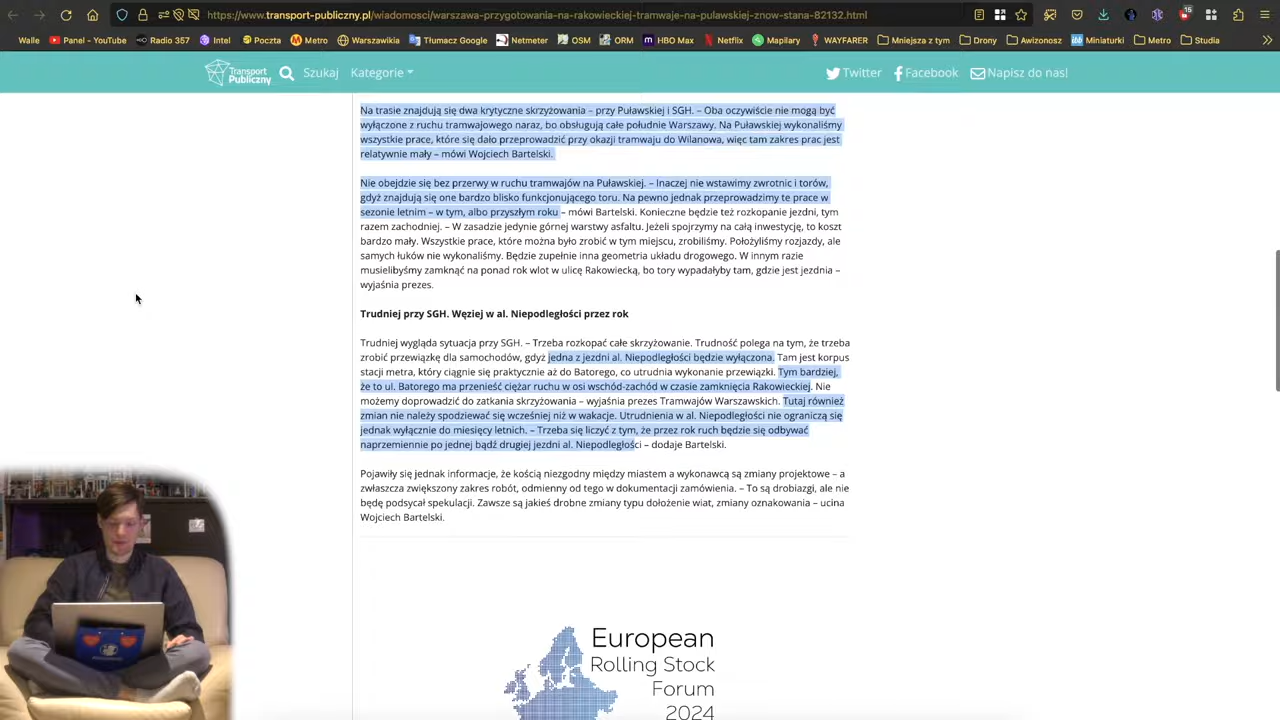 https://www.transport-publiczny.pl/wiadomosci/warszawa-przygotowania-na-rakowieckiej-tramwaje-na-pulawskiej-znow-stana-82132.html
15
Walle Panel - YouTube Radio 357 Intel Poczta Metro Warszawikia Tłumacz Google Netmeter OSM ORM HBO Max Netflix Mapilary WAYFARER Mniejsza z tym Drony Awizonosz Miniaturki Metro Studia
Transport Publiczny Szukaj Kategorie Twitter Facebook Napisz do nas!
Na trasie znajdują się dwa krytyczne skrzyżowania – przy Puławskiej i SGH. – Oba oczywiście nie mogą być
wyłączone z ruchu tramwajowego naraz, bo obsługują całe południe Warszawy. Na Puławskiej wykonaliśmy
wszystkie prace, które się dało przeprowadzić przy okazji tramwaju do Wilanowa, więc tam zakres prac jest
relatywnie mały – mówi Wojciech Bartelski.
Nie obejdzie się bez przerwy w ruchu tramwajów na Puławskiej. – Inaczej nie wstawimy zwrotnic i torów,
gdyż znajdują się one bardzo blisko funkcjonującego toru. Na pewno jednak przeprowadzimy te prace w
sezonie letnim – w tym, albo przyszłym roku – mówi Bartelski. Konieczne będzie też rozkopanie jezdni, tym
razem zachodniej. – W zasadzie jedynie górnej warstwy asfaltu. Jeżeli spojrzymy na całą inwestycję, to koszt
bardzo mały. Wszystkie prace, które można było zrobić w tym miejscu, zrobiliśmy. Położyliśmy rozjazdy, ale
samych łuków nie wykonaliśmy. Będzie zupełnie inna geometria układu drogowego. W innym razie
musielibyśmy zamknąć na ponad rok wlot w ulicę Rakowiecką, bo tory wypadałyby tam, gdzie jest jezdnia –
wyjaśnia prezes.
Trudniej przy SGH. Węziej w al. Niepodległości przez rok
Trudniej wygląda sytuacja przy SGH. – Trzeba rozkopać całe skrzyżowanie. Trudność polega na tym, że trzeba
zrobić przewiązkę dla samochodów, gdyż jedna z jezdni al. Niepodległości będzie wyłączona. Tam jest korpus
stacji metra, który ciągnie się praktycznie aż do Batorego, co utrudnia wykonanie przewiązki. Tym bardziej,
że to ul. Batorego ma przenieść ciężar ruchu w osi wschód-zachód w czasie zamknięcia Rakowieckiej. Nie
możemy doprowadzić do zatkania skrzyżowania – wyjaśnia prezes Tramwajów Warszawskich. Tutaj również
zmian nie należy spodziewać się wcześniej niż w wakacje. Utrudnienia w al. Niepodległości nie ograniczą się
jednak wyłącznie do miesięcy letnich. – Trzeba się liczyć z tym, że przez rok ruch będzie się odbywać
naprzemiennie po jednej bądź drugiej jezdni al. Niepodległości – dodaje Bartelski.
Pojawiły się jednak informacje, że kością niezgodny między miastem a wykonawcą są zmiany projektowe – a
zwłaszcza zwiększony zakres robót, odmienny od tego w dokumentacji zamówienia. – To są drobiazgi, ale nie
będę podsycał spekulacji. Zawsze są jakieś drobne zmiany typu dołożenie wiat, zmiany oznakowania – ucina
Wojciech Bartelski.
European
Rolling Stock
Forum
2024